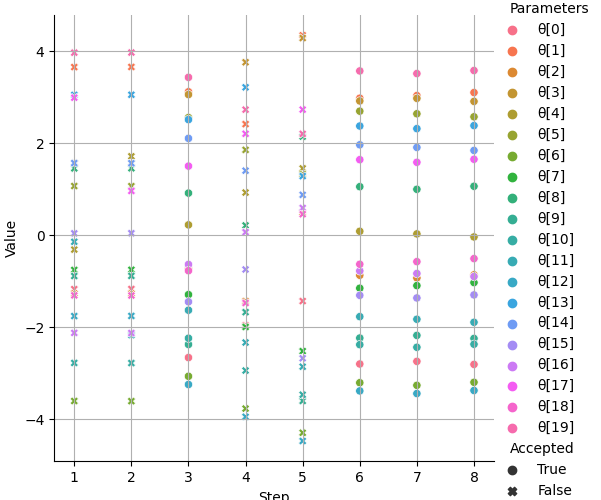 Parameters
θ[0]
θ[1]
θ[2]
θ[3]
θ[4]
θ[5]
θ[6]
θ[7]
θ[8]
θ[9]
θ[10]
θ[11]
θ[12]
θ[13]
θ[14]
θ[15]
θ[16]
θ[17]
θ[18]
θ[19]
Accepted
True
False
Value
4
2
0
−2
−4
1 2 3 4 5 6 7 8
Step